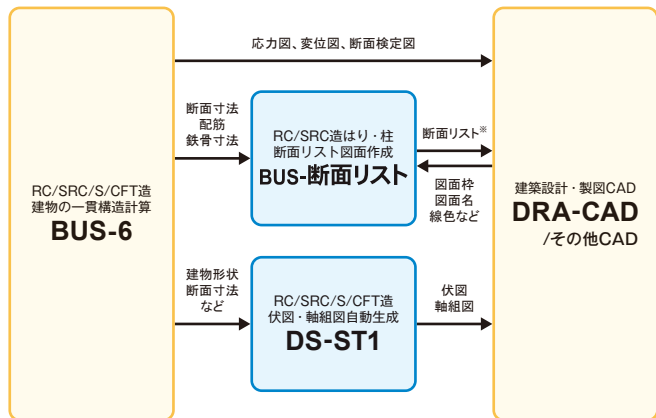 応力図、変位図、断面検定図
断面寸法
配筋
鉄骨寸法
RC/SRC造はり・柱
断面リスト図面作成
BUS-断面リスト
断面リスト※
図面枠
図面名
線色など
RC/SRC/S/CFT造
建物の一貫構造計算
BUS-6
建築設計・製図CAD
DRA-CAD
/その他CAD
建物形状
断面寸法
など
RC/SRC/S/CFT造
伏図・軸組図自動生成
DS-ST1
伏図
軸組図